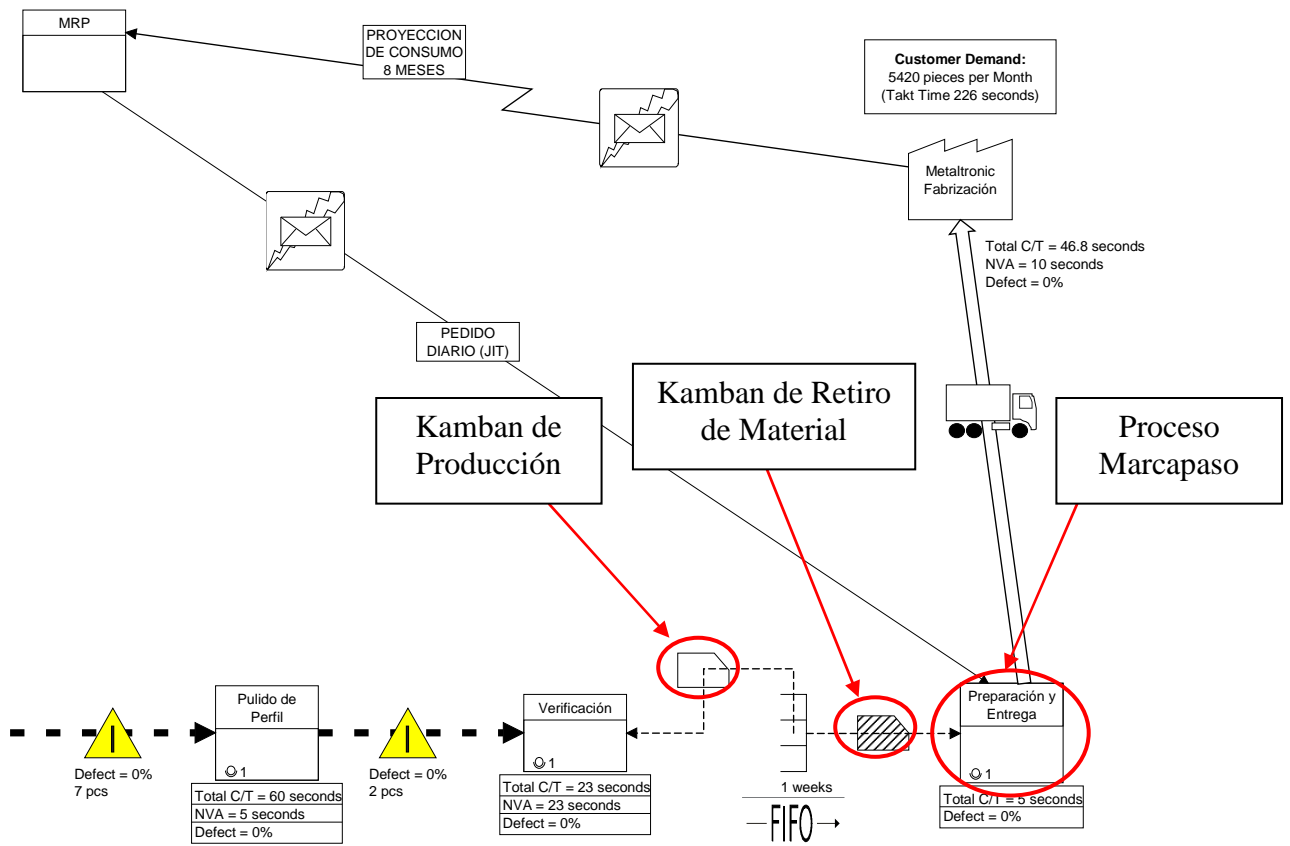 MRP
PROYECCION
DE CONSUMO
8 MESES
Customer Demand:
5420 pieces per Month
(Takt Time 226 seconds)
Metaltronic
Fabrización
Total C/T = 46.8 seconds
NVA = 10 seconds
Defect = 0%
PEDIDO
DIARIO (JIT)
Kamban de
Producción
Kamban de Retiro
de Material
Proceso
Marcapaso
Defect = 0%
7 pcs
Pulido de
Perfil
1
Total C/T = 60 seconds
NVA = 5 seconds
Defect = 0%
Defect = 0%
2 pcs
Verificación
1
Total C/T = 23 seconds
NVA = 23 seconds
Defect = 0%
1 weeks
FIFO
Preparación y
Entrega
1
Total C/T = 5 seconds
Defect = 0%